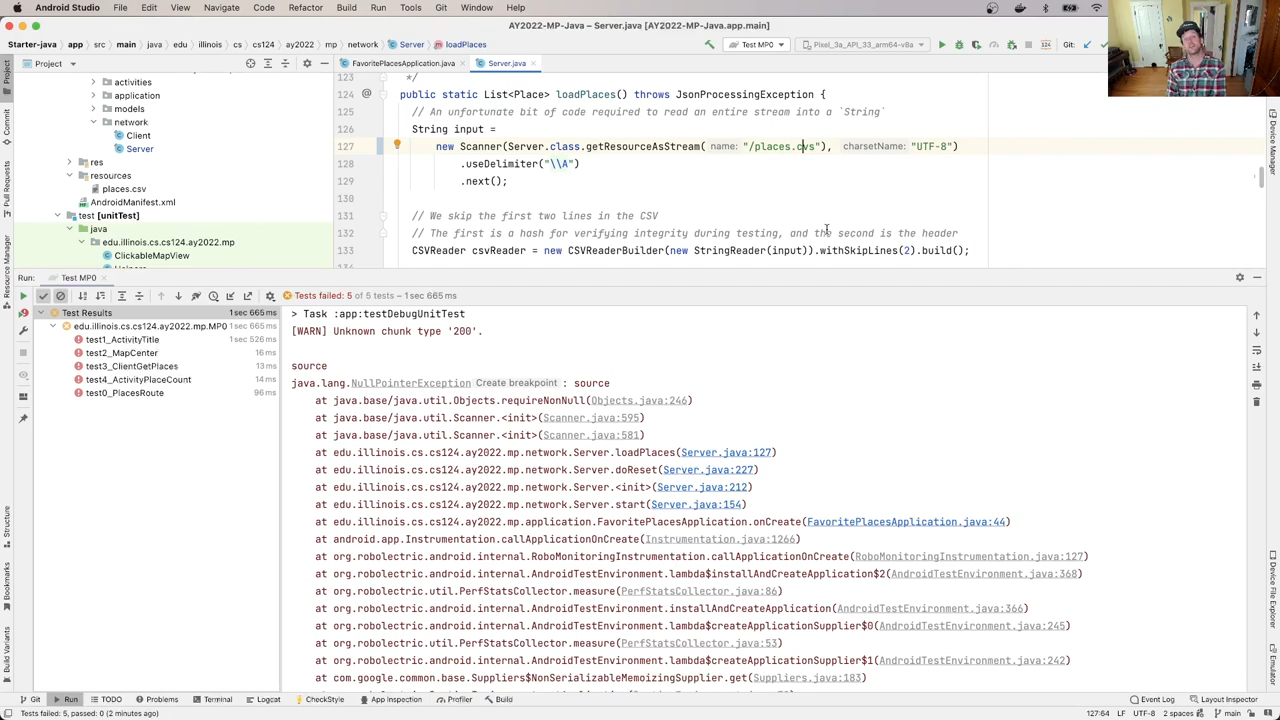 Android Studio File Edit View Navigate Code Refactor Build Run Tools Git Window Help
AY2022-MP-Java – Server.java [AY2022-MP-Java.app.main]
Starter-java app src main java edu illinois cs cs124 ay2022 mp network Server loadPlaces Test MP0 Pixel_3a_API_33_arm64-v8a Git:
Project FavoritePlacesApplication.java Server.java
activities
application
models
network
Client
Server
res
resources
places.csv
AndroidManifest.xml
test [unitTest]
java
edu.illinois.cs.cs124.ay2022.mp
ClickableMapView
123 */
124 public static List<Place> loadPlaces() throws JsonProcessingException {
125 // An unfortunate bit of code required to read an entire stream into a `String`
126 String input =
127 new Scanner(Server.class.getResourceAsStream( name: "/places.cvs"), charsetName: "UTF-8")
128 .useDelimiter("\\A")
129 .next();
130
131 // We skip the first two lines in the CSV
132 // The first is a hash for verifying integrity during testing, and the second is the header
133 CSVReader csvReader = new CSVReaderBuilder(new StringReader(input)).withSkipLines(2).build();
Run: Test MP0
Tests failed: 5 of 5 tests – 1 sec 665 ms
Test Results 1 sec 665 ms
edu.illinois.cs.cs124.ay2022.mp.MP0 1 sec 665 ms
test1_ActivityTitle 1 sec 526 ms
test2_MapCenter 16 ms
test3_ClientGetPlaces 13 ms
test4_ActivityPlaceCount 14 ms
test0_PlacesRoute 96 ms
> Task :app:testDebugUnitTest
[WARN] Unknown chunk type '200'.
source
java.lang.NullPointerException Create breakpoint : source
at java.base/java.util.Objects.requireNonNull(Objects.java:246)
at java.base/java.util.Scanner.<init>(Scanner.java:595)
at java.base/java.util.Scanner.<init>(Scanner.java:581)
at edu.illinois.cs.cs124.ay2022.mp.network.Server.loadPlaces(Server.java:127)
at edu.illinois.cs.cs124.ay2022.mp.network.Server.doReset(Server.java:227)
at edu.illinois.cs.cs124.ay2022.mp.network.Server.<init>(Server.java:212)
at edu.illinois.cs.cs124.ay2022.mp.network.Server.start(Server.java:154)
at edu.illinois.cs.cs124.ay2022.mp.application.FavoritePlacesApplication.onCreate(FavoritePlacesApplication.java:44)
at android.app.Instrumentation.callApplicationOnCreate(Instrumentation.java:1266)
at org.robolectric.android.internal.RoboMonitoringInstrumentation.callApplicationOnCreate(RoboMonitoringInstrumentation.java:127)
at org.robolectric.android.internal.AndroidTestEnvironment.lambda$installAndCreateApplication$2(AndroidTestEnvironment.java:368)
at org.robolectric.util.PerfStatsCollector.measure(PerfStatsCollector.java:86)
at org.robolectric.android.internal.AndroidTestEnvironment.installAndCreateApplication(AndroidTestEnvironment.java:366)
at org.robolectric.android.internal.AndroidTestEnvironment.lambda$createApplicationSupplier$0(AndroidTestEnvironment.java:245)
at org.robolectric.util.PerfStatsCollector.measure(PerfStatsCollector.java:53)
at org.robolectric.android.internal.AndroidTestEnvironment.lambda$createApplicationSupplier$1(AndroidTestEnvironment.java:242)
at com.google.common.base.Suppliers$NonSerializableMemoizingSupplier.get(Suppliers.java:183)
Project
Commit
Pull Requests
Resource Manager
Structure
Bookmarks
Build Variants
Device Manager
Device File Explorer
Emulator
Git Run TODO Problems Terminal Logcat CheckStyle App Inspection Profiler Build Event Log Layout Inspector
Tests failed: 5, passed: 0 (2 minutes ago) 127:64 LF UTF-8 2 spaces main